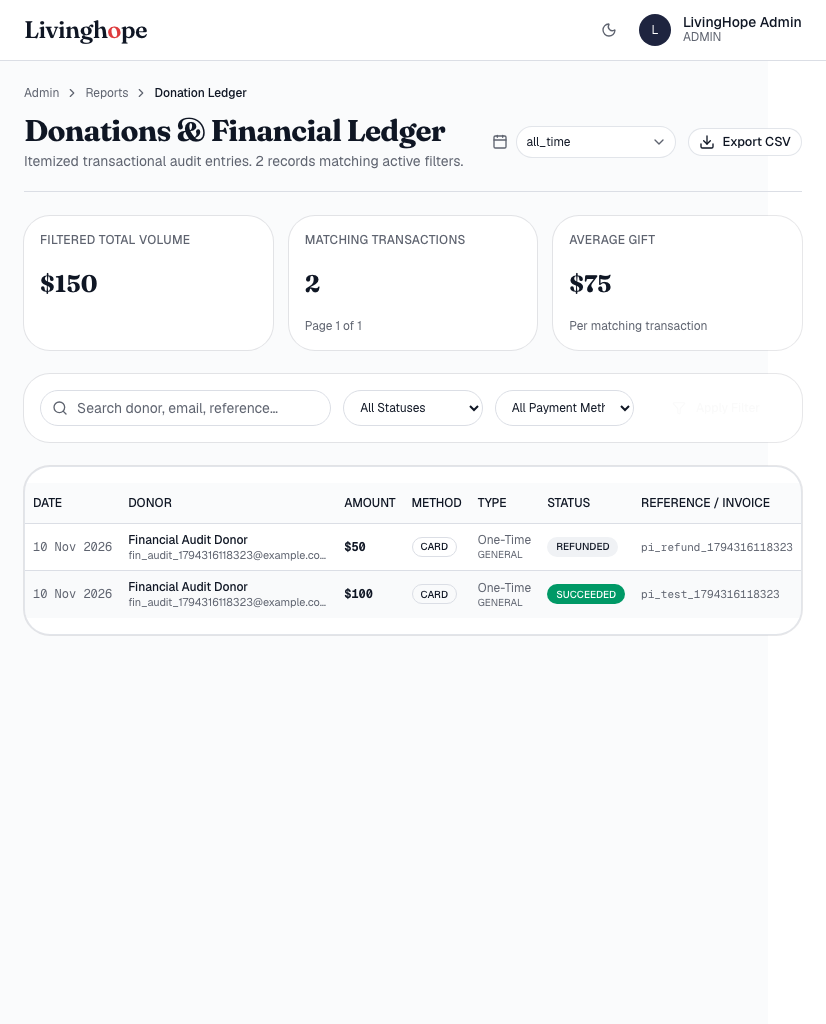 Livinghope
L
LivingHope Admin
ADMIN
Admin > Reports > Donation Ledger
Donations & Financial Ledger
Itemized transactional audit entries. 2 records matching active filters.
all_time
Export CSV
FILTERED TOTAL VOLUME
$150
MATCHING TRANSACTIONS
2
Page 1 of 1
AVERAGE GIFT
$75
Per matching transaction
Search donor, email, reference...
All Statuses
All Payment Meth
DATE DONOR AMOUNT METHOD TYPE STATUS REFERENCE / INVOICE
10 Nov 2026 Financial Audit Donor $50 CARD One-Time REFUNDED pi_refund_1794316118323
fin_audit_1794316118323@example.co... GENERAL
10 Nov 2026 Financial Audit Donor $100 CARD One-Time SUCCEEDED pi_test_1794316118323
fin_audit_1794316118323@example.co... GENERAL